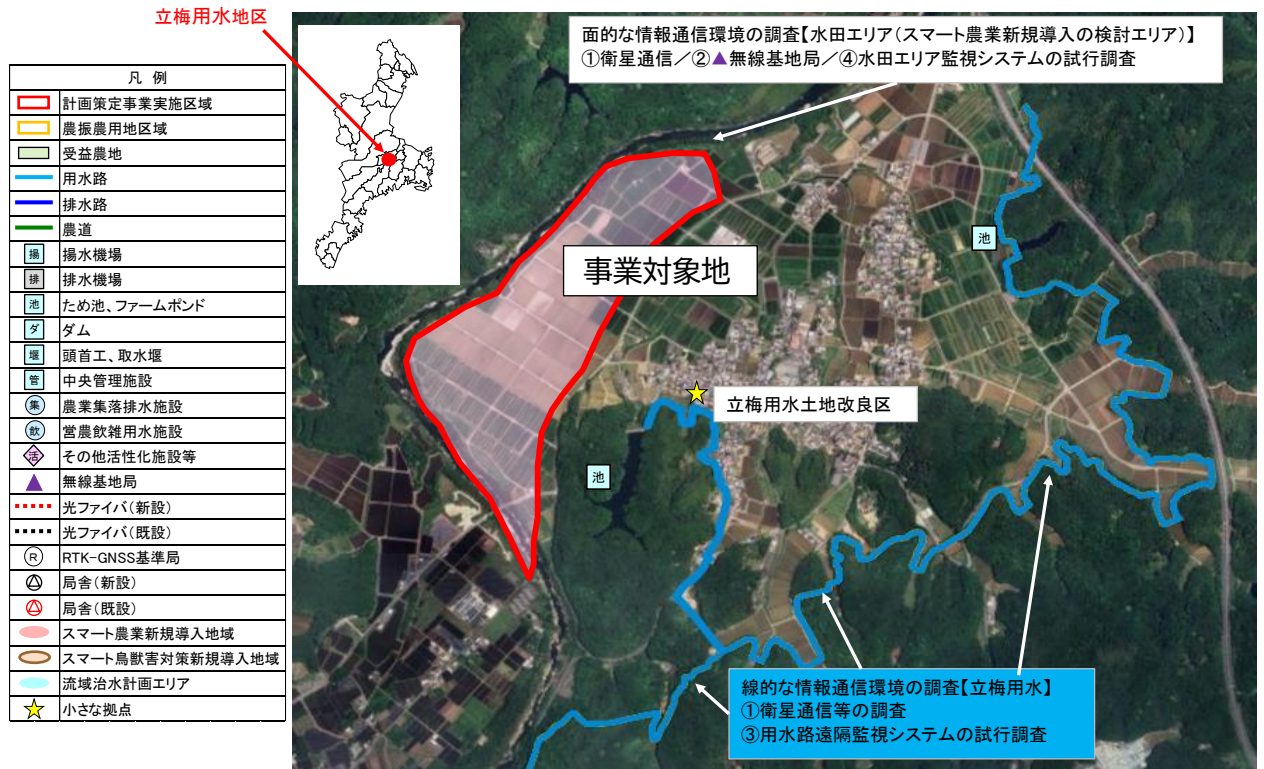 立梅用水地区
凡 例
計画策定事業実施区域
農振農用地区域
受益農地
用水路
排水路
農道
揚 揚水機場
排 排水機場
池 ため池、ファームポンド
ダ ダム
堰 頭首工、取水堰
管 中央管理施設
集 農業集落排水施設
飲 営農飲雑用水施設
活 その他活性化施設等
無線基地局
光ファイバ(新設)
光ファイバ(既設)
R RTK-GNSS基準局
局舎(新設)
局舎(既設)
スマート農業新規導入地域
スマート鳥獣害対策新規導入地域
流域治水計画エリア
小さな拠点
面的な情報通信環境の調査【水田エリア(スマート農業新規導入の検討エリア)】
①衛星通信/②▲無線基地局/④水田エリア監視システムの試行調査
池
事業対象地
立梅用水土地改良区
池
線的な情報通信環境の調査【立梅用水】
①衛星通信等の調査
③用水路遠隔監視システムの試行調査